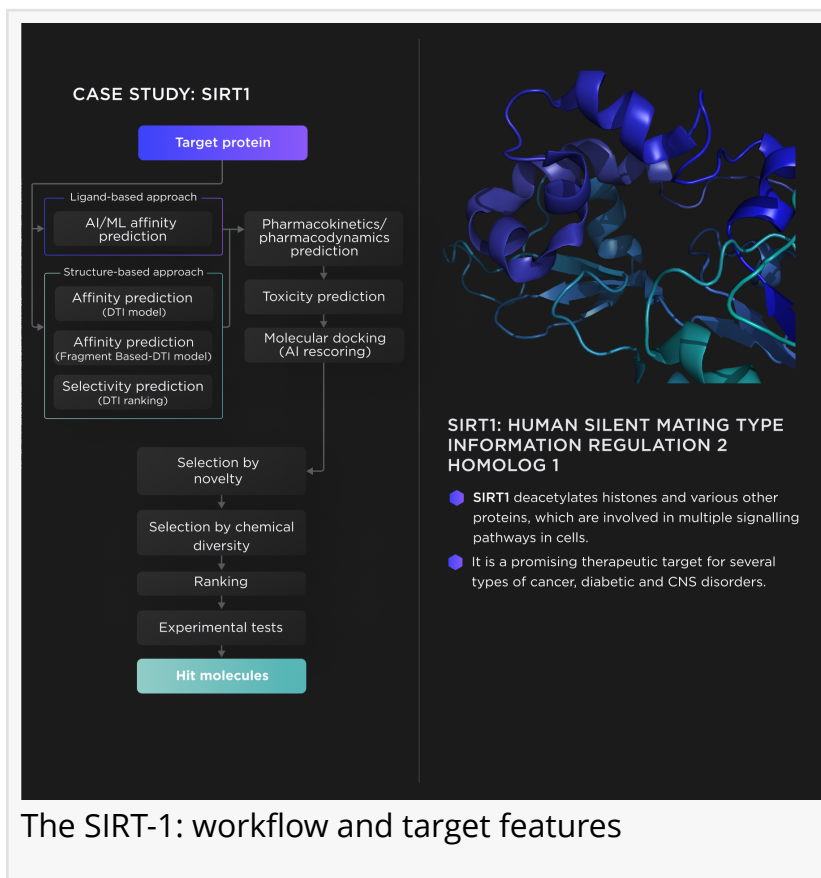 CASE STUDY: SIRT1
Target protein
Ligand-based approach
AI/ML affinity
prediction
Structure-based approach
Affinity prediction
(DTI model)
Affinity prediction
(Fragment Based-DTI model)
Selectivity prediction
(DTI ranking)
Pharmacokinetics/
pharmacodynamics
prediction
Toxicity prediction
Molecular docking
(AI rescoring)
Selection by
novelty
Selection by chemical
diversity
Ranking
Experimental tests
Hit molecules
SIRT1: HUMAN SILENT MATING TYPE
INFORMATION REGULATION 2
HOMOLOG 1
SIRT1 deacetylates histones and various other
proteins, which are involved in multiple signalling
pathways in cells.
It is a promising therapeutic target for several
types of cancer, diabetic and CNS disorders.
The SIRT-1: workflow and target features